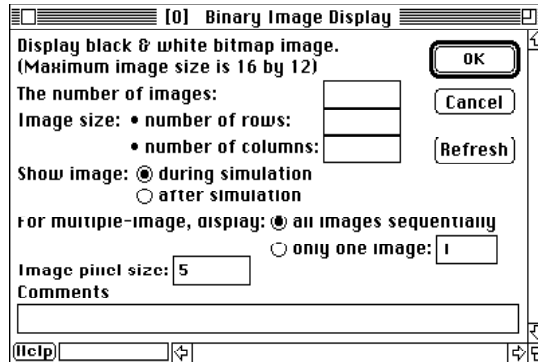 [0] Binary Image Display
Display black & white bitmap image.
(Maximum image size is 16 by 12)
OK
The number of images:
Cancel
Image size: • number of rows:
• number of columns:
Refresh
Show image: during simulation
after simulation
For multiple-image, display: all images sequentially
only one image: 1
Image pixel size: 5
Comments
Help